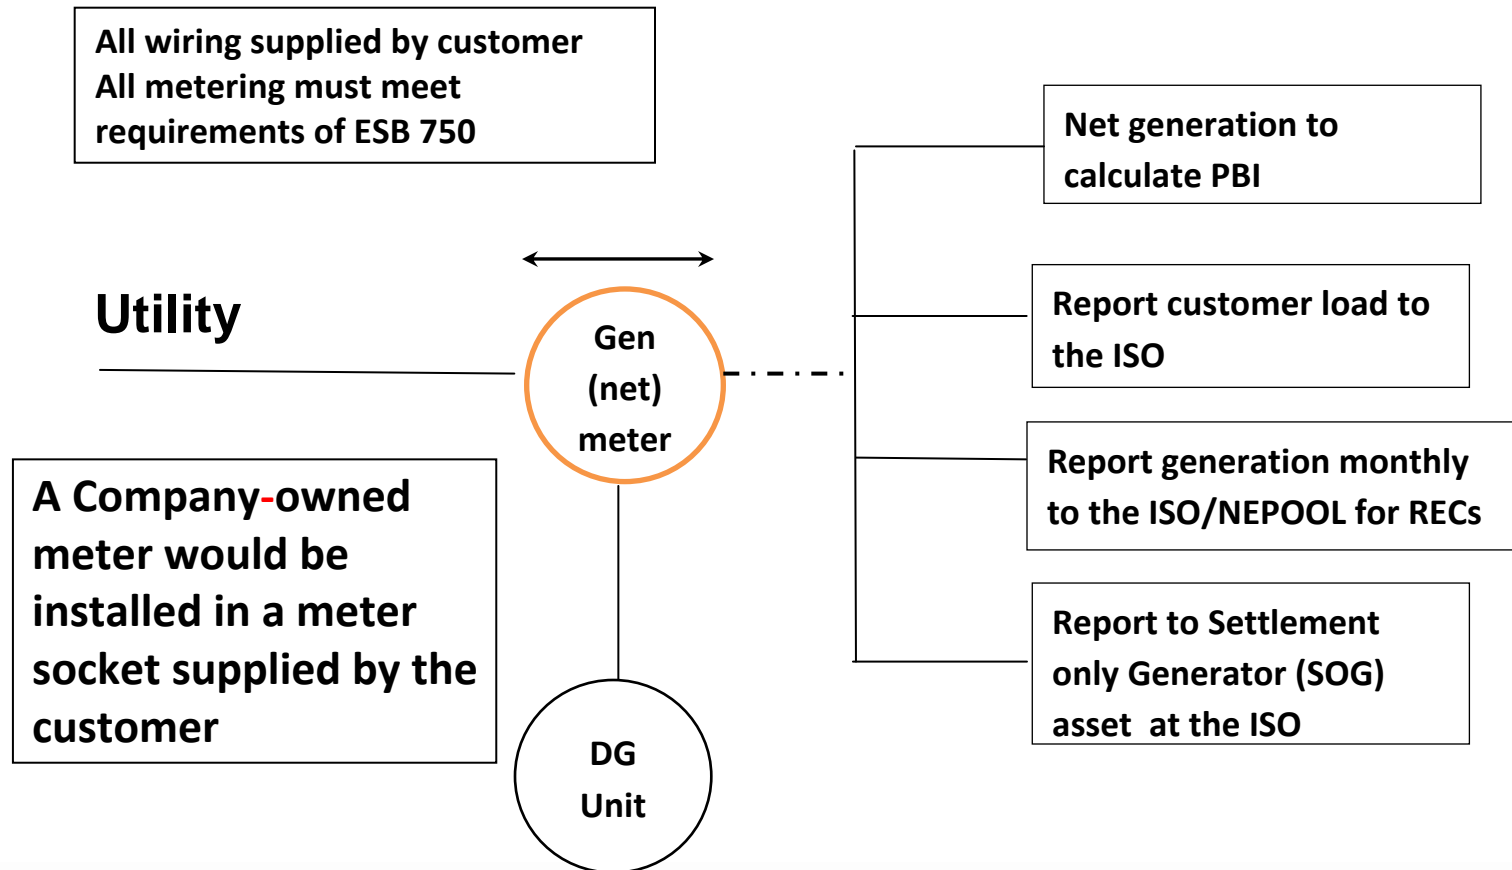 All wiring supplied by customer
All metering must meet
requirements of ESB 750
Net generation to
calculate PBI
Utility
Gen
(net)
meter
Report customer load to
the ISO
A Company-owned
meter would be
installed in a meter
socket supplied by the
customer
Report generation monthly
to the ISO/NEPOOL for RECs
Report to Settlement
only Generator (SOG)
asset at the ISO
DG
Unit